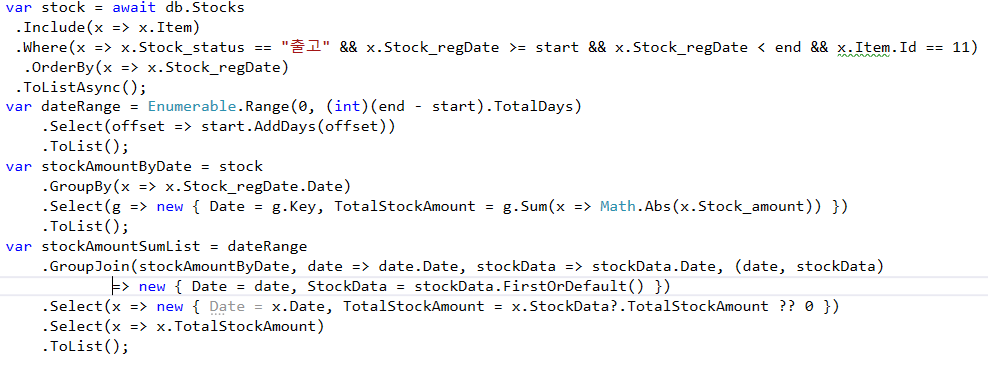 var stock = await db.Stocks
.Include(x => x.Item)
.Where(x => x.Stock_status == "출고" && x.Stock_regDate >= start && x.Stock_regDate < end && x.Item.Id == 11)
.OrderBy(x => x.Stock_regDate)
.ToListAsync();
var dateRange = Enumerable.Range(0, (int)(end - start).TotalDays)
.Select(offset => start.AddDays(offset))
.ToList();
var stockAmountByDate = stock
.GroupBy(x => x.Stock_regDate.Date)
.Select(g => new { Date = g.Key, TotalStockAmount = g.Sum(x => Math.Abs(x.Stock_amount)) })
.ToList();
var stockAmountSumList = dateRange
.GroupJoin(stockAmountByDate, date => date.Date, stockData => stockData.Date, (date, stockData)
=> new { Date = date, StockData = stockData.FirstOrDefault() })
.Select(x => new { Date = x.Date, TotalStockAmount = x.StockData?.TotalStockAmount ?? 0 })
.Select(x => x.TotalStockAmount)
.ToList();